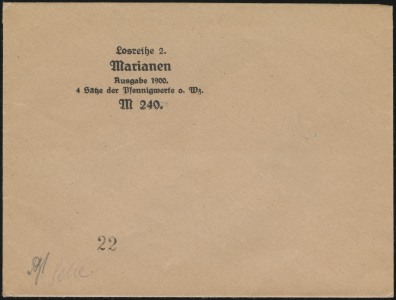 Losreihe 2.
Marianen
Ausgabe 1900.
4 Sätze der Pfennigwerte o. Wz.
M 240.
22